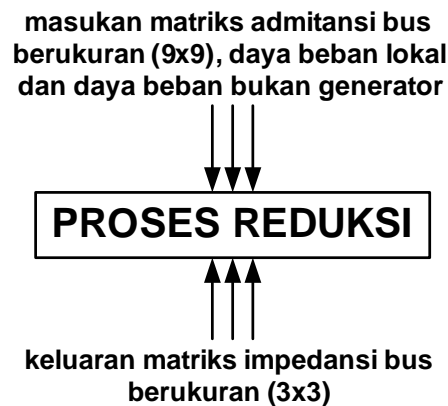 masukan matriks admitansi bus
berukuran (9x9), daya beban lokal
dan daya beban bukan generator
PROSES REDUKSI
keluaran matriks impedansi bus
berukuran (3x3)